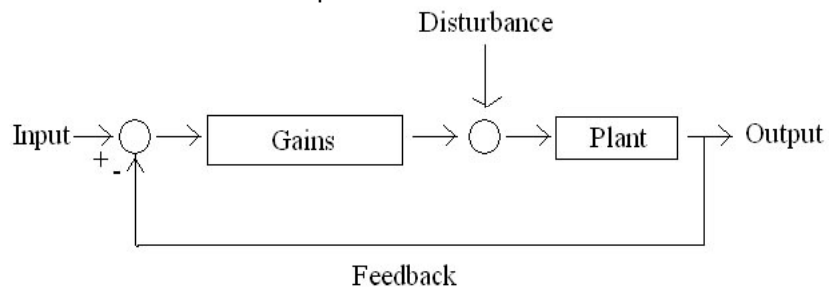 Disturbance
Input
Gains
Plant
Output
+
-
Feedback